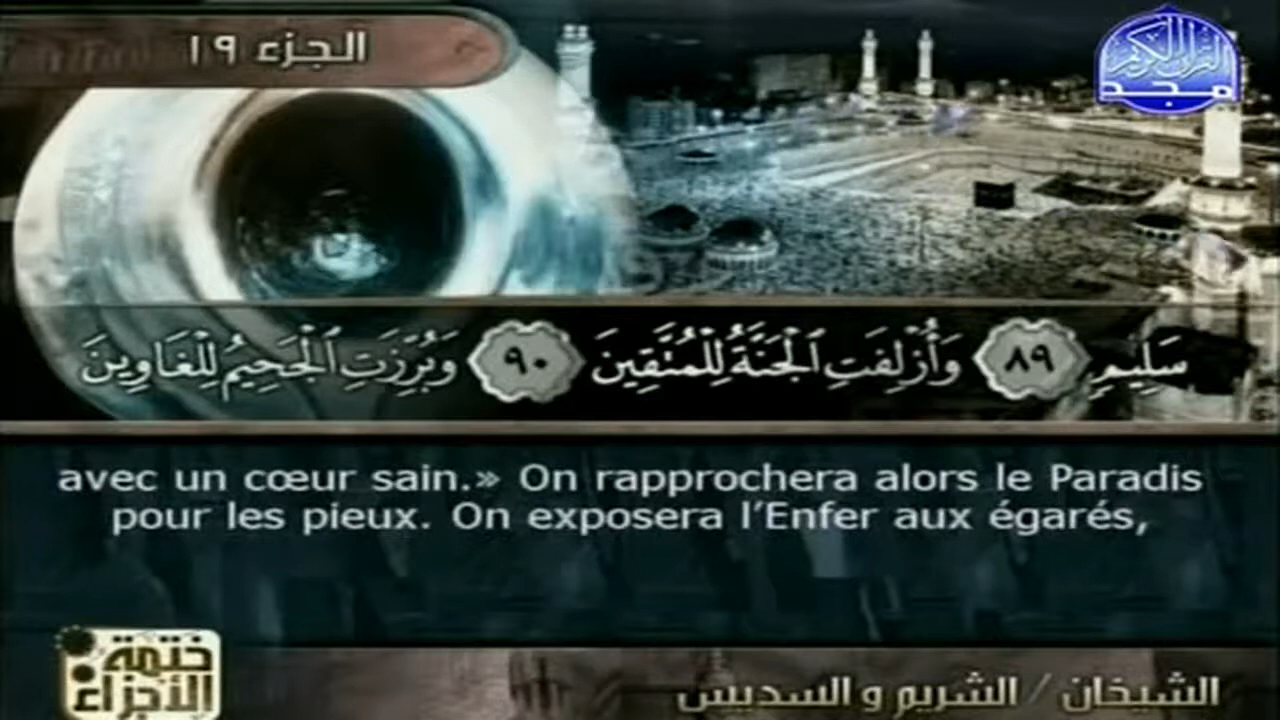 الجزء ١٩
القرآن الكريم
مجد
سَلِيمٍ ٨٩ وَأُزْلِفَتِ ٱلْجَنَّةُ لِلْمُتَّقِينَ ٩٠ وَبُرِّزَتِ ٱلْجَحِيمُ لِلْغَاوِينَ
avec un cœur sain.» On rapprochera alors le Paradis
pour les pieux. On exposera l’Enfer aux égarés,
ختمة
الأجزاء
الشيخان / الشريم و السديس